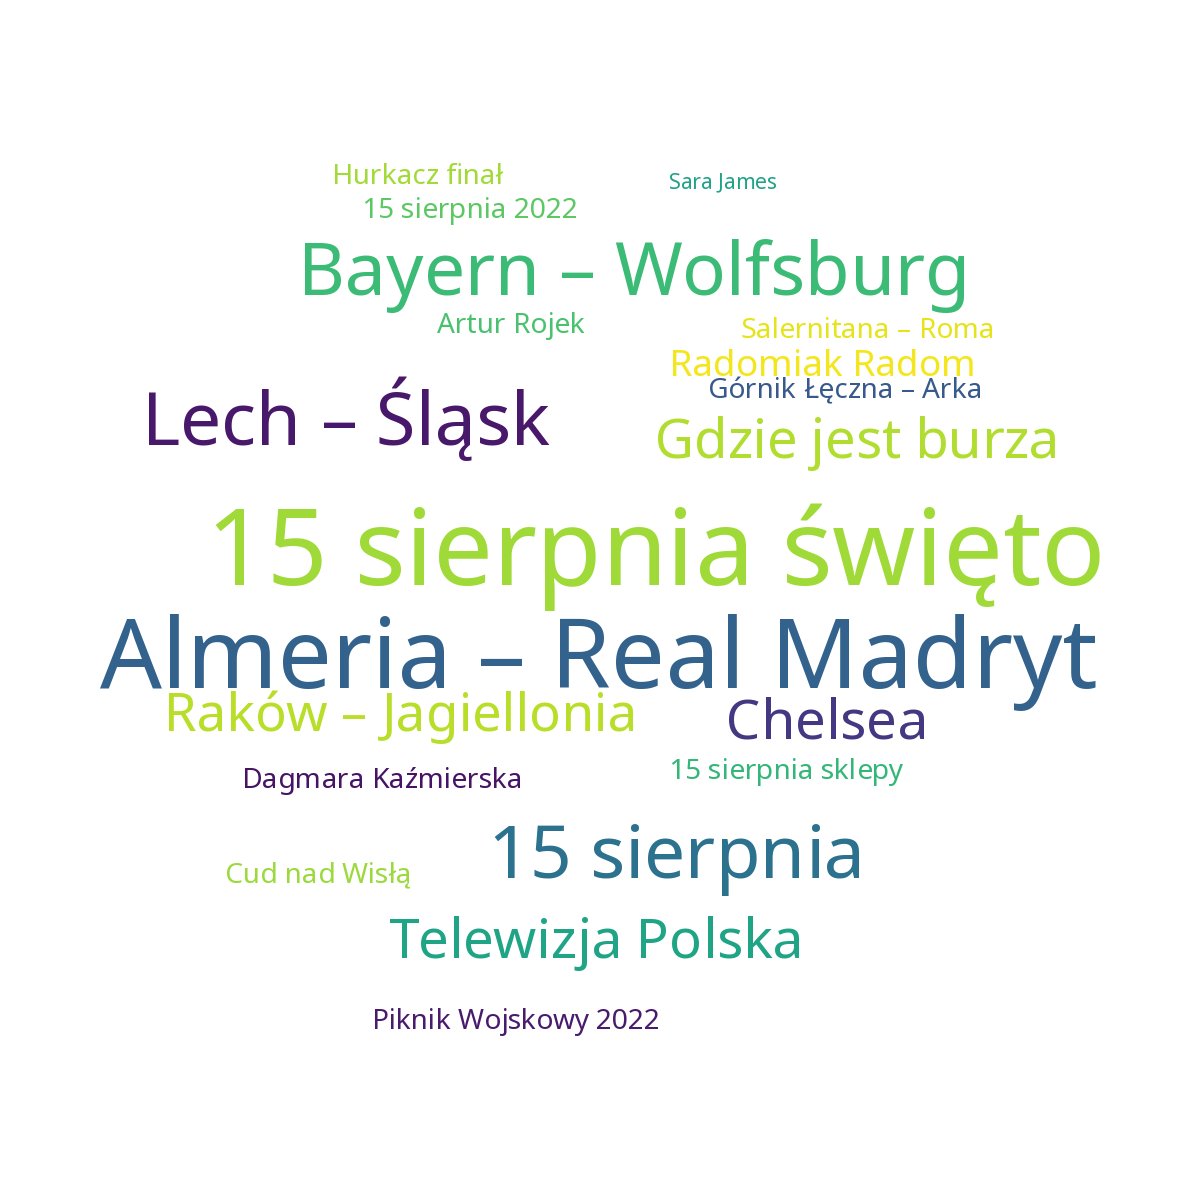 Hurkacz finał
Sara James
15 sierpnia 2022
Bayern – Wolfsburg
Artur Rojek
Salernitana – Roma
Radomiak Radom
Górnik Łęczna – Arka
Lech – Śląsk
Gdzie jest burza
15 sierpnia święto
Almeria – Real Madryt
Raków – Jagiellonia
Chelsea
Dagmara Kaźmierska
15 sierpnia sklepy
15 sierpnia
Cud nad Wisłą
Telewizja Polska
Piknik Wojskowy 2022